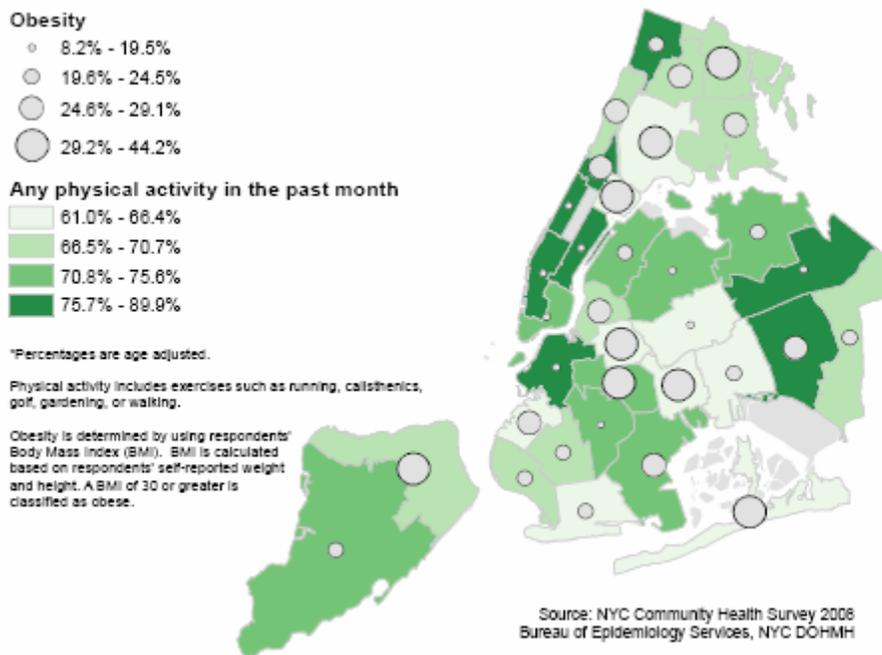 Obesity
8.2% - 19.5%
19.6% - 24.5%
24.6% - 29.1%
29.2% - 44.2%
Any physical activity in the past month
61.0% - 66.4%
66.5% - 70.7%
70.8% - 75.6%
75.7% - 89.9%
*Percentages are age adjusted.
Physical activity includes exercises such as running, calisthenics,
golf, gardening, or walking.
Obesity is determined by using respondents'
Body Mass Index (BMI). BMI is calculated
based on respondents' self-reported weight
and height. A BMI of 30 or greater is
classified as obese.
Source: NYC Community Health Survey 2008
Bureau of Epidemiology Services, NYC DOHMH